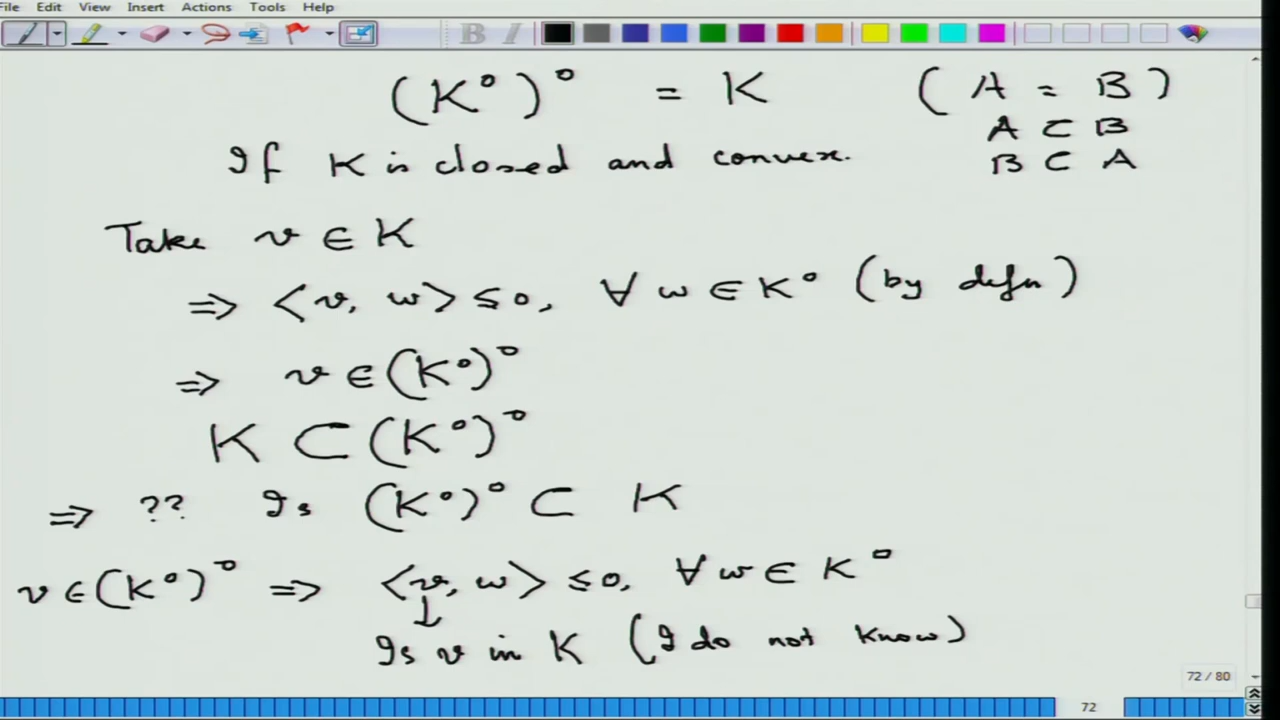 File Edit View Insert Actions Tools Help
B I
(K°)° = K ( A = B )
A ⊂ B
If K is closed and convex. B ⊂ A
Take v ∈ K
⇒ ⟨v, w⟩ ≤ 0, ∀ w ∈ K° (by defn)
⇒ v ∈ (K°)°
K ⊂ (K°)°
⇒ ?? Is (K°)° ⊂ K
v ∈ (K°)° ⇒ ⟨v, w⟩ ≤ 0, ∀ w ∈ K°
↓
Is v in K (I do not know)
72 / 80
72